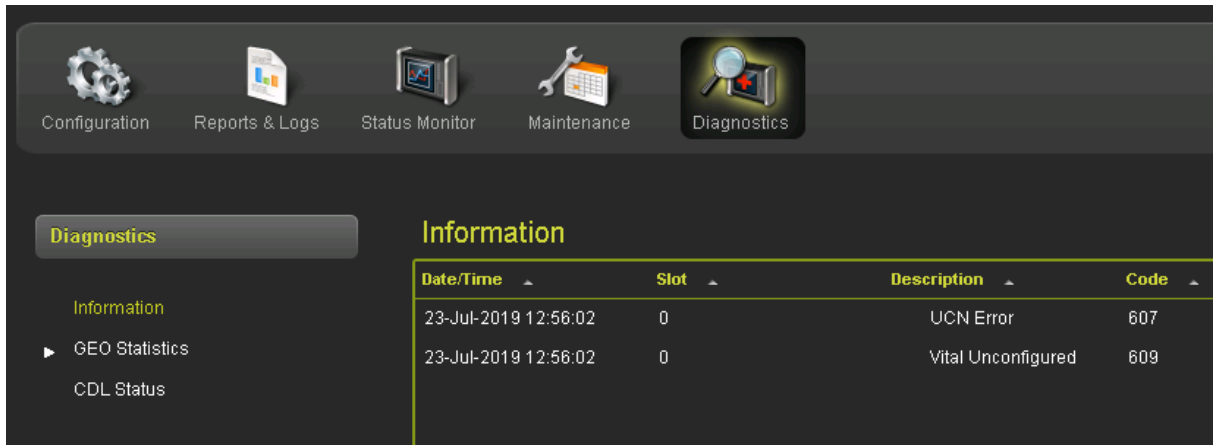 Configuration Reports & Logs Status Monitor Maintenance Diagnostics
Diagnostics
Information
GEO Statistics
CDL Status
Information
Date/Time Slot Description Code
23-Jul-2019 12:56:02 0 UCN Error 607
23-Jul-2019 12:56:02 0 Vital Unconfigured 609